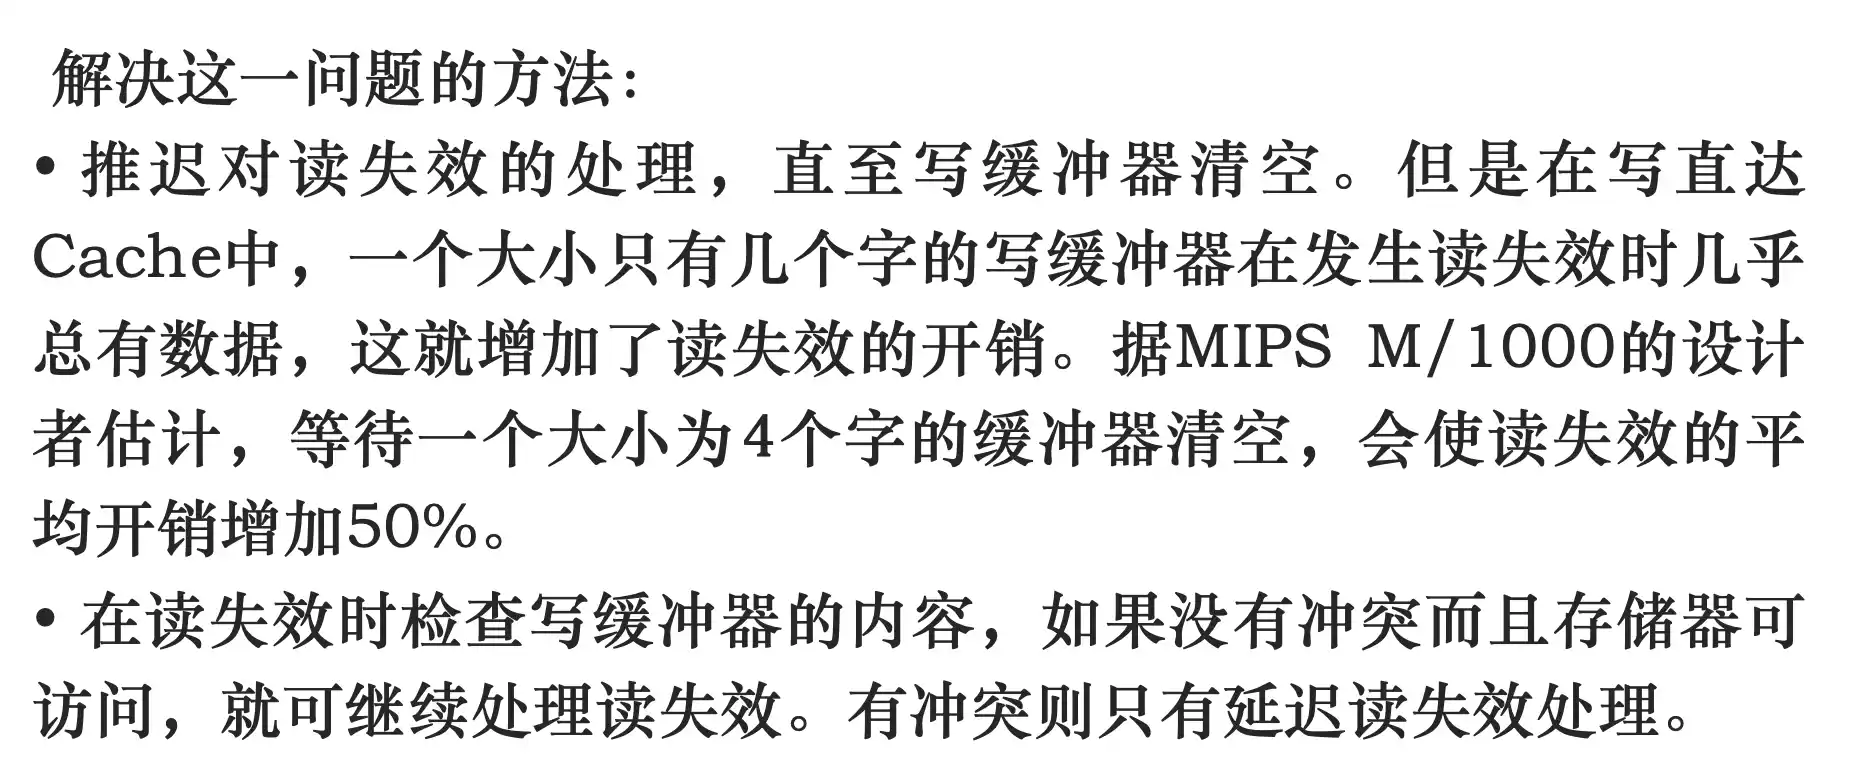 解决这一问题的方法：
• 推迟对读失效的处理，直至写缓冲器清空。但是在写直达
Cache中，一个大小只有几个字的写缓冲器在发生读失效时几乎
总有数据，这就增加了读失效的开销。据MIPS M/1000的设计
者估计，等待一个大小为4个字的缓冲器清空，会使读失效的平
均开销增加50%。
• 在读失效时检查写缓冲器的内容，如果没有冲突而且存储器可
访问，就可继续处理读失效。有冲突则只有延迟读失效处理。